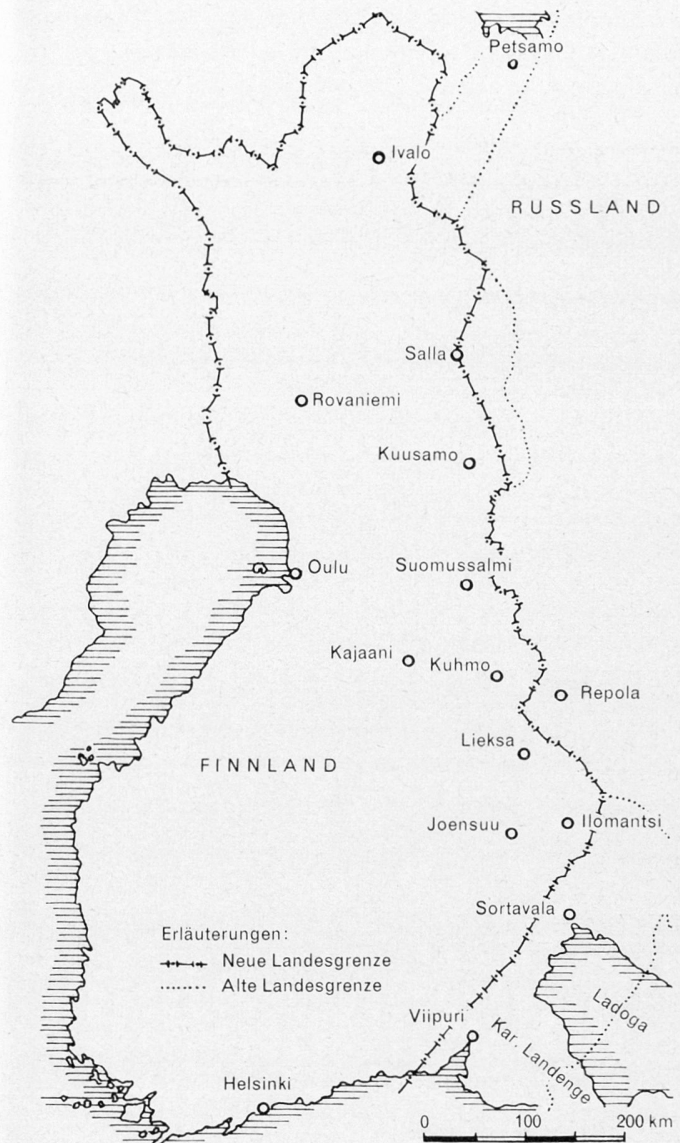 Petsamo
Ivalo
RUSSLAND
Salla
Rovaniemi
Kuusamo
Oulu
Suomussalmi
Kajaani
Kuhmo
Repola
Lieksa
FINNLAND
Joensuu
Ilomantsi
Sortavala
Erläuterungen:
Neue Landesgrenze
Alte Landesgrenze
Ladoga
Viipuri
Kar. Landenge
Helsinki
0 100 200 km